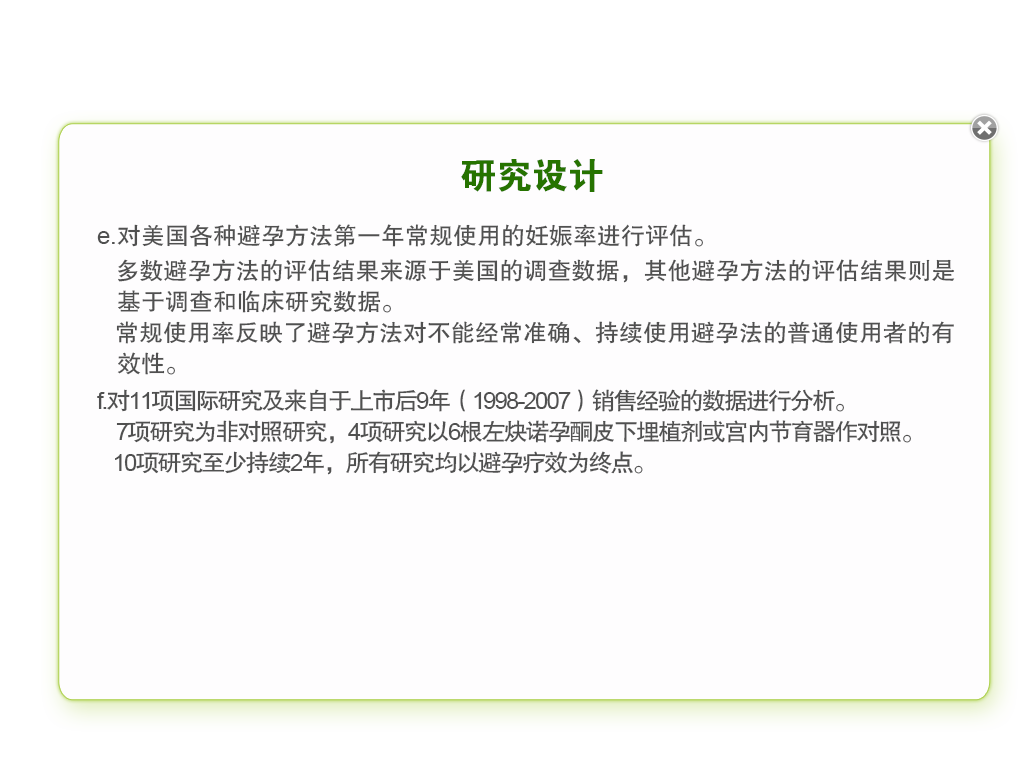 研究设计
e.对美国各种避孕方法第一年常规使用的妊娠率进行评估。
多数避孕方法的评估结果来源于美国的调查数据，其他避孕方法的评估结果则是
基于调查和临床研究数据。
常规使用率反映了避孕方法对不能经常准确、持续使用避孕法的普通使用者的有
效性。
f.对11项国际研究及来自于上市后9年（1998-2007）销售经验的数据进行分析。
7项研究为非对照研究，4项研究以6根左炔诺孕酮皮下埋植剂或宫内节育器作对照。
10项研究至少持续2年，所有研究均以避孕疗效为终点。